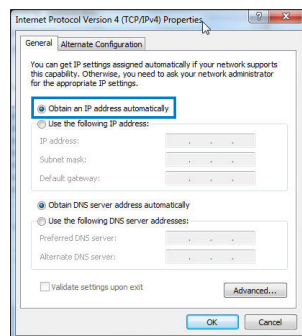 Internet Protocol Version 4 (TCP/IPv4) Properties
General Alternate Configuration
You can get IP settings assigned automatically if your network supports
this capability. Otherwise, you need to ask your network administrator
for the appropriate IP settings.
Obtain an IP address automatically
Use the following IP address:
IP address:
Subnet mask:
Default gateway:
Obtain DNS server address automatically
Use the following DNS server addresses:
Preferred DNS server:
Alternate DNS server:
Validate settings upon exit
Advanced...
OK Cancel